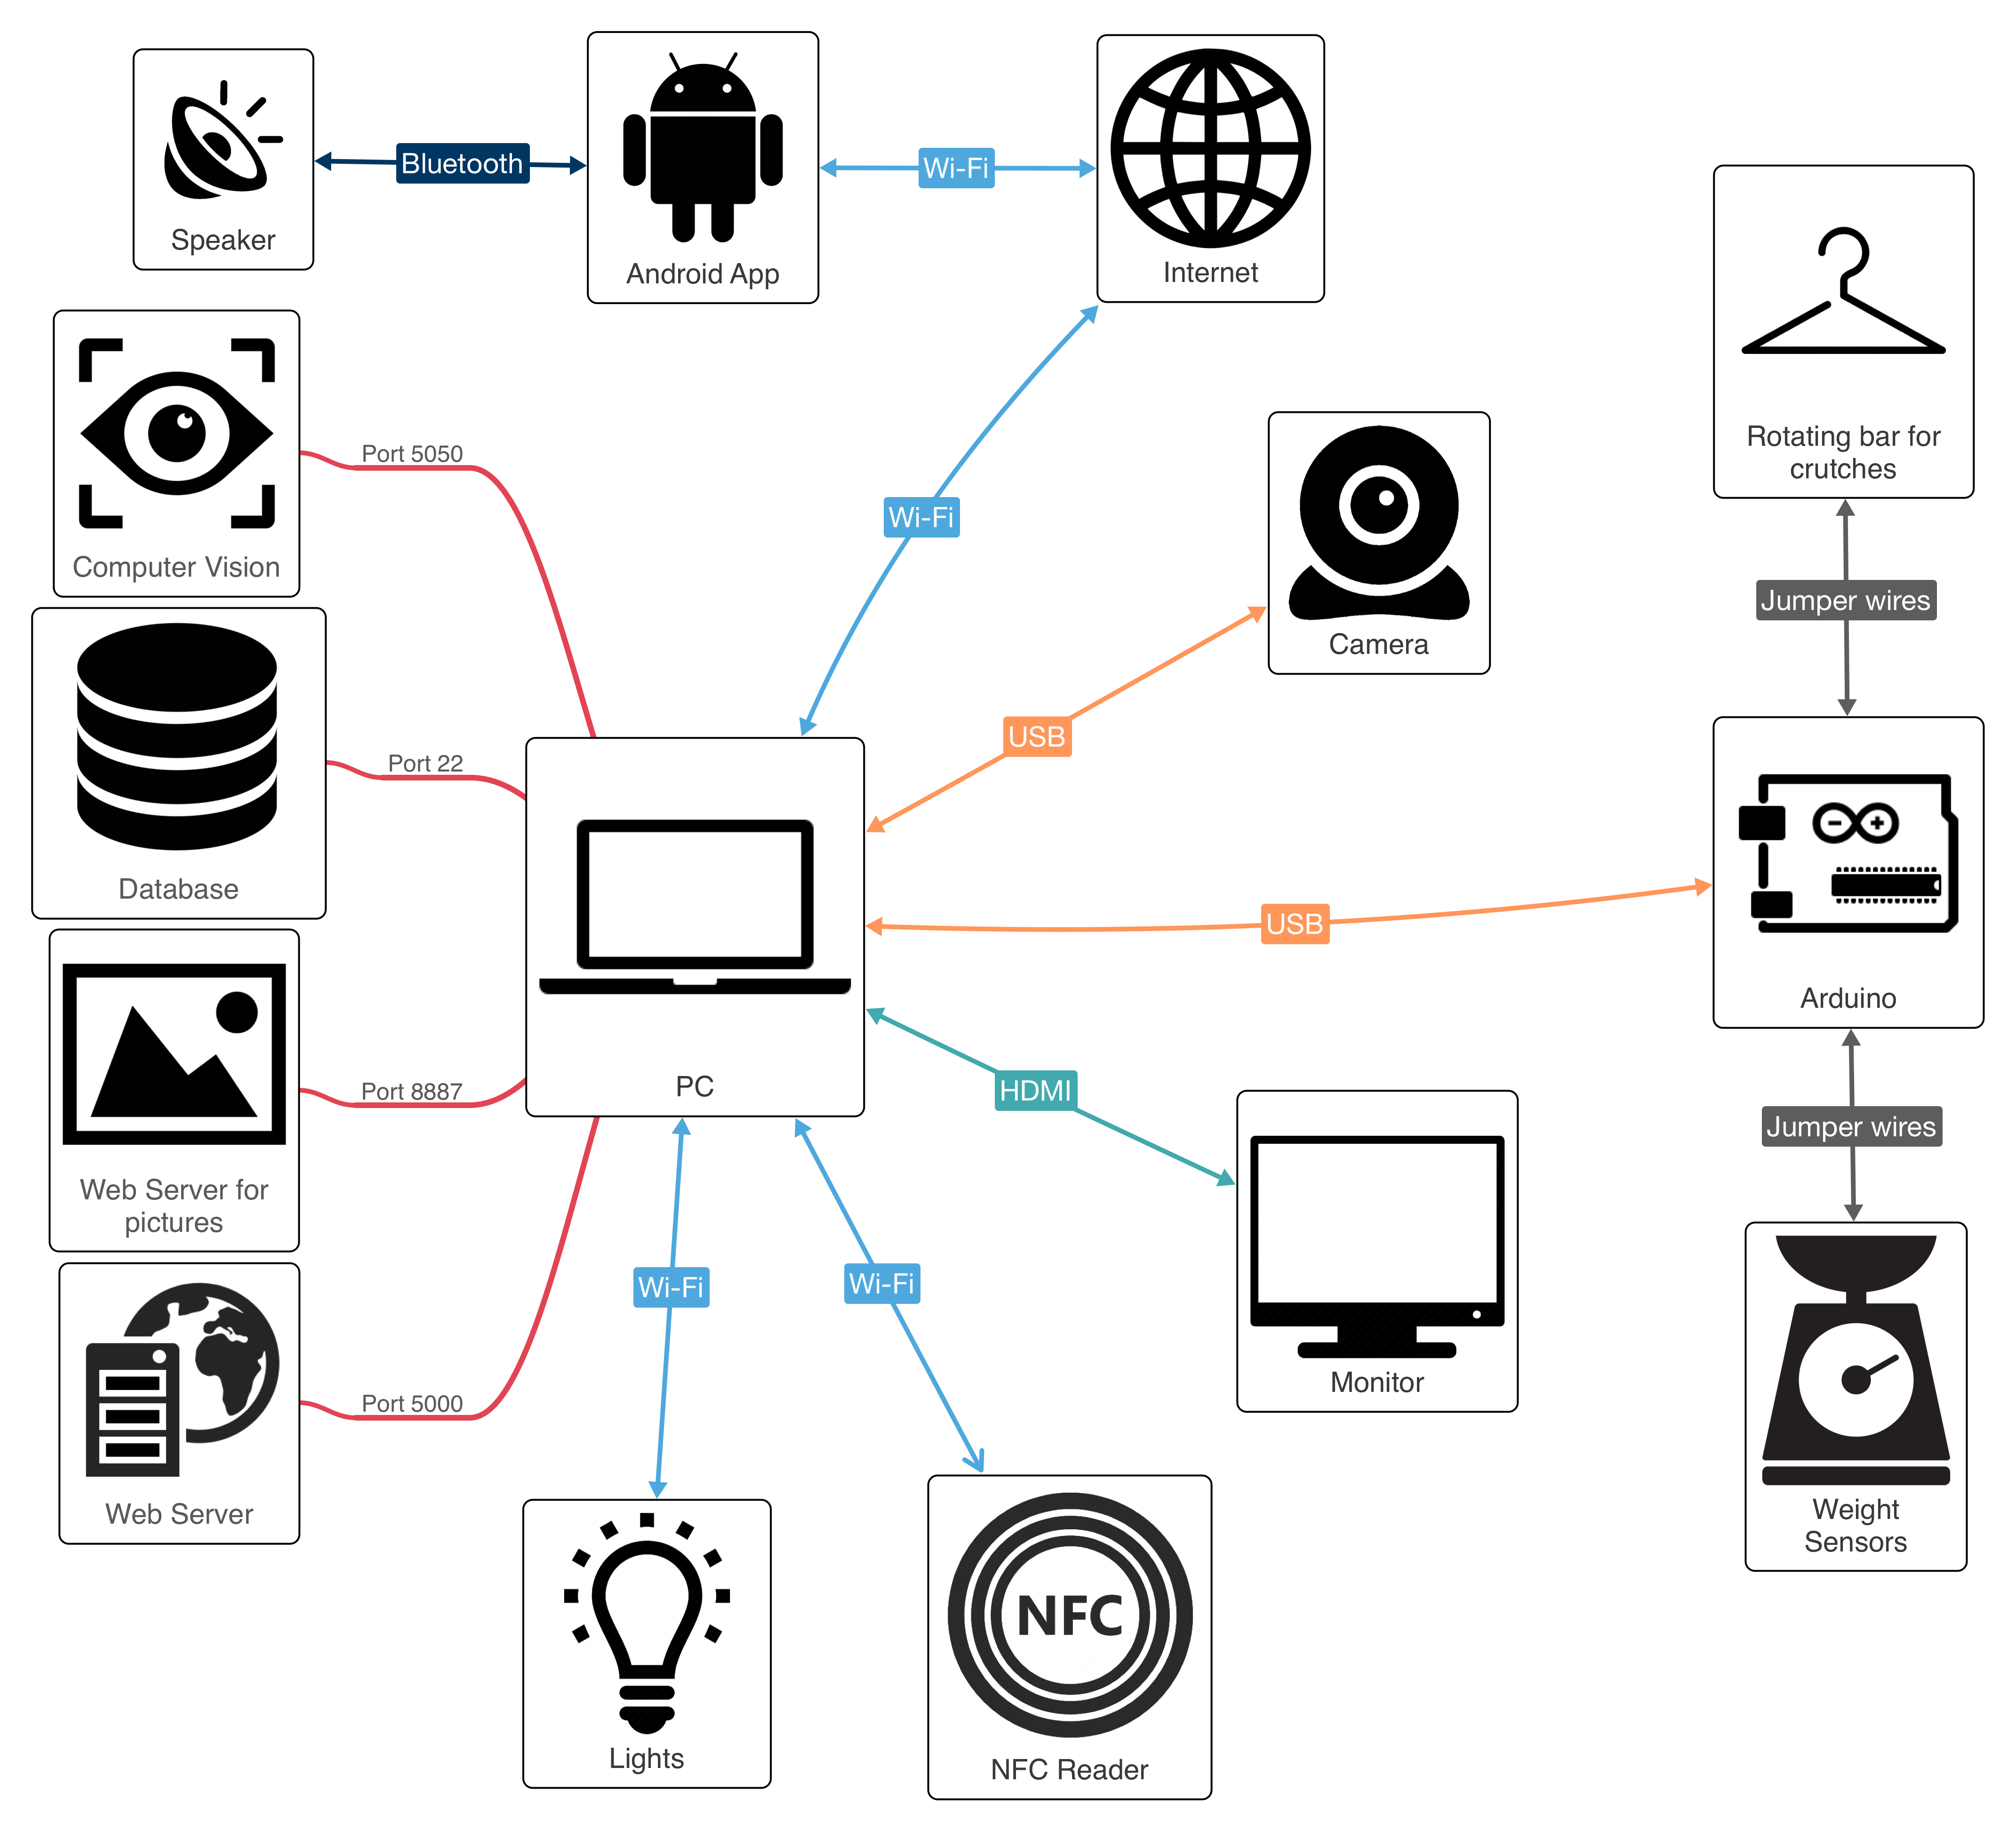 Speaker
Bluetooth
Android App
Wi-Fi
Internet
Rotating bar for
crutches
Computer Vision
Port 5050
Wi-Fi
Camera
Jumper wires
Database
Port 22
USB
PC
USB
Arduino
Web Server for
pictures
Port 8887
HDMI
Monitor
Jumper wires
Weight
Sensors
Web Server
Port 5000
Wi-Fi
Wi-Fi
Lights
NFC
NFC Reader